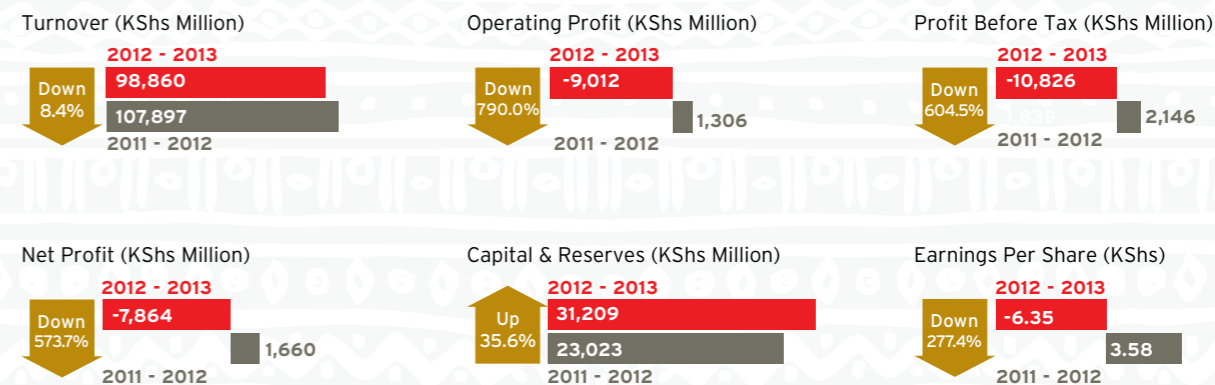 Turnover (KShs Million)
2012 - 2013
Down
8.4%
98,860
107,897
2011 - 2012
Operating Profit (KShs Million)
2012 - 2013
Down
790.0%
-9,012
1,306
2011 - 2012
Profit Before Tax (KShs Million)
2012 - 2013
Down
604.5%
-10,826
1,839
2,146
2011 - 2012
Net Profit (KShs Million)
2012 - 2013
Down
573.7%
-7,864
1,660
2011 - 2012
Capital & Reserves (KShs Million)
2012 - 2013
Up
35.6%
31,209
23,023
2011 - 2012
Earnings Per Share (KShs)
2012 - 2013
Down
277.4%
-6.35
3.58
2011 - 2012